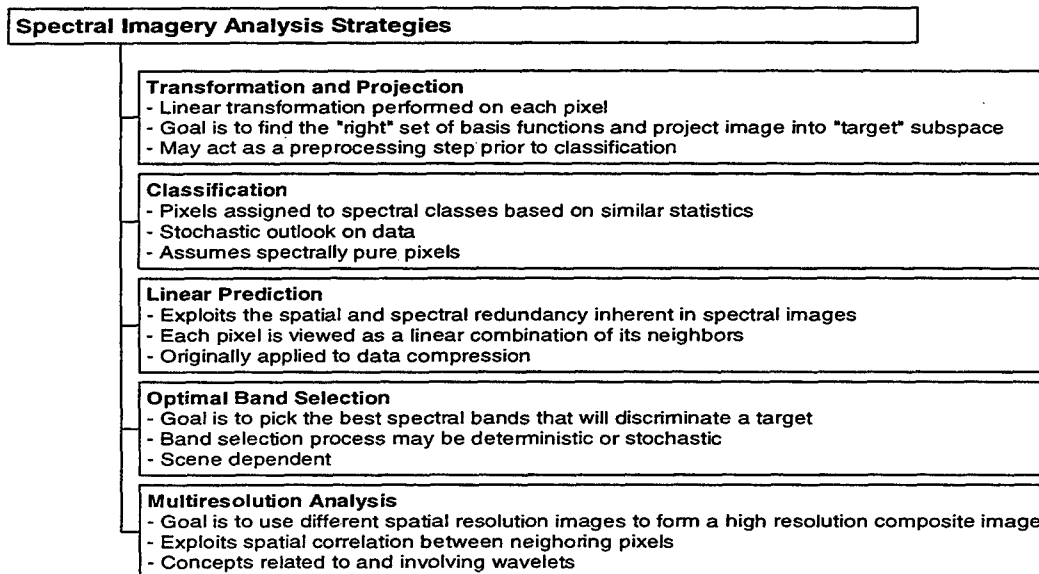 Spectral Imagery Analysis Strategies
Transformation and Projection
- Linear transformation performed on each pixel
- Goal is to find the "right" set of basis functions and project image into "target" subspace
- May act as a preprocessing step prior to classification
Classification
- Pixels assigned to spectral classes based on similar statistics
- Stochastic outlook on data
- Assumes spectrally pure pixels
Linear Prediction
- Exploits the spatial and spectral redundancy inherent in spectral images
- Each pixel is viewed as a linear combination of its neighbors
- Originally applied to data compression
Optimal Band Selection
- Goal is to pick the best spectral bands that will discriminate a target
- Band selection process may be deterministic or stochastic
- Scene dependent
Multiresolution Analysis
- Goal is to use different spatial resolution images to form a high resolution composite image
- Exploits spatial correlation between neighoring pixels
- Concepts related to and involving wavelets